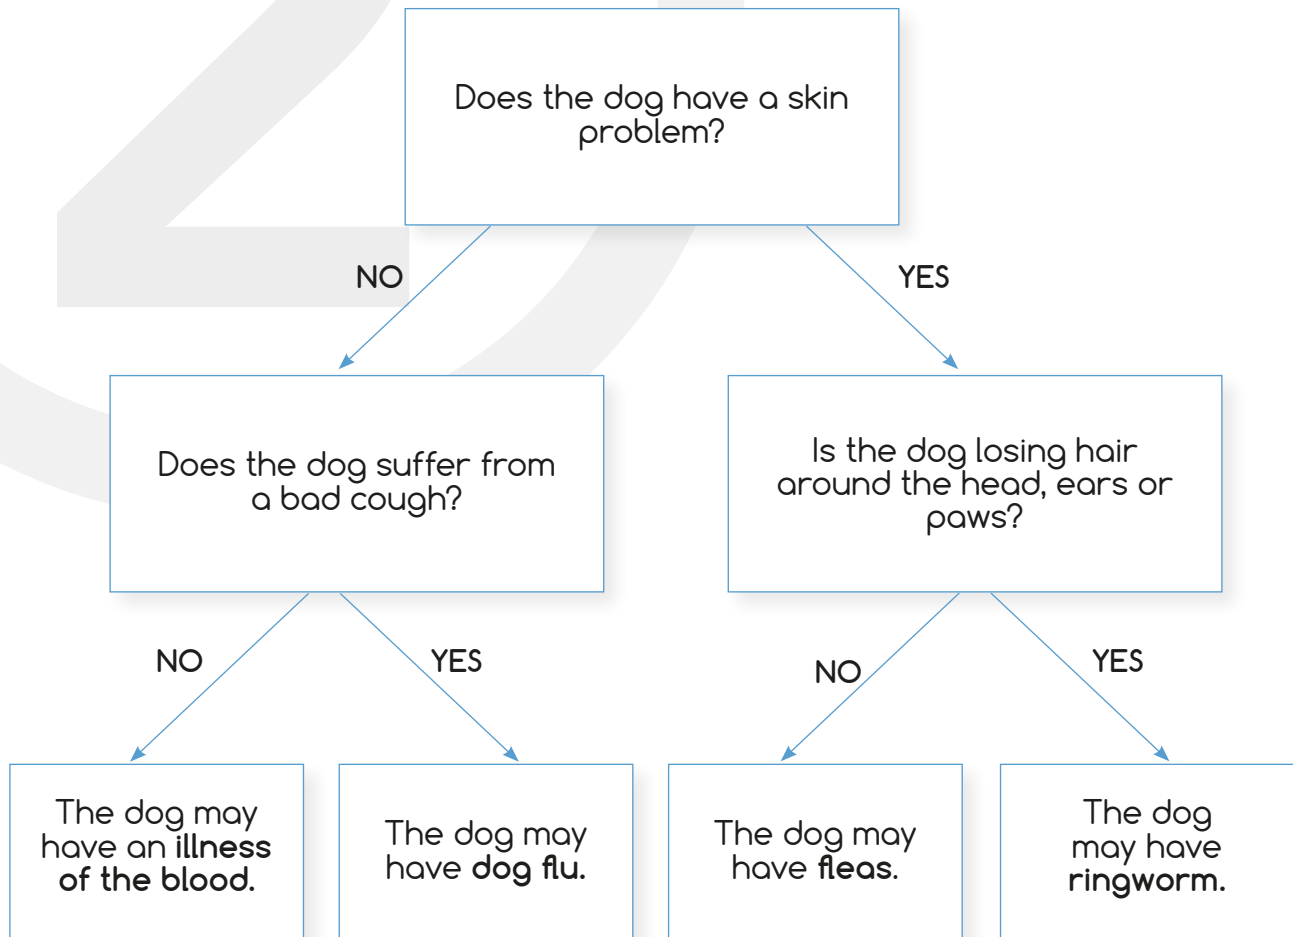 Does the dog have a skin
problem?
NO
YES
Does the dog suffer from
a bad cough?
Is the dog losing hair
around the head, ears or
paws?
NO
YES
NO
YES
The dog may
have an illness
of the blood.
The dog may
have dog flu.
The dog may
have fleas.
The dog
may have
ringworm.